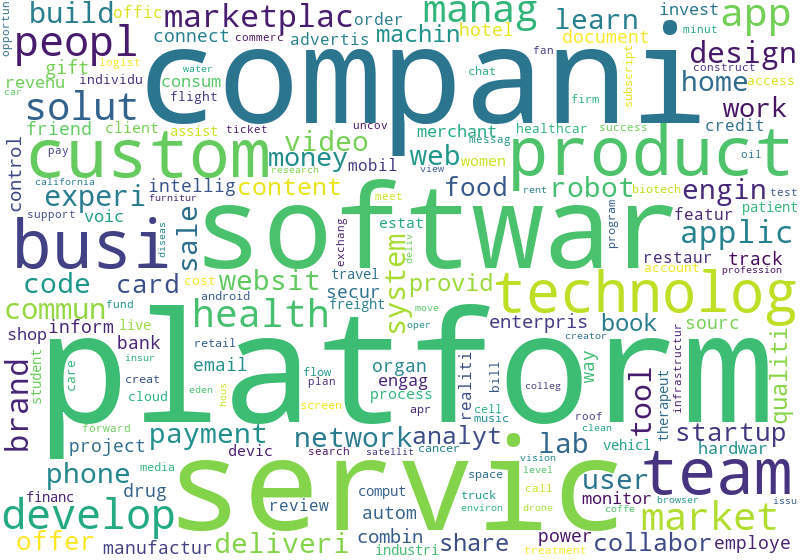 opportun
build
offic
marketplac
order
manag
invest
app
gift
peopl
connect
commerc
advertis
machin
hotel
learn
document
minut
design
logist
revenu
individu
water
fan
construct
car
consum
flight
compani
chat
subscript
firm
home
access
solut
work
friend
client
assist
ticket
uncov
merchant
messag
healthcar
success
credit
control
pay
custom
research
video
money
mobil
web
women
product
oil
california
experi
intellig
content
meet
view
food
rent
robot
biotech
engin
test
support
furnitur
voic
diseas
busi
sale
softwar
exchang
estat
deliv
program
featur
patient
applic
restaur
track
account
profession
code
card
cost
websit
travel
secur
system
provid
android
freight
move
enterpris
book
sourc
commun
fund
health
oper
creator
shop
inform
live
bank
retail
flow
organ
way
infrastructur
qualiti
brand
student
care
insur
creat
cloud
email
eden
hous
plan
screen
engag
process
apr
realiti
bill
colleg
tool
therapeut
platform
cell
music
roof
clean
forward
project
payment
devic
network
search
satellit
analyt
cancer
lab
vehicl
startup
hardwar
phone
media
drug
servic
space
vision
level
user
team
browser
issu
financ
develop
review
comput
autom
truck
environ
call
drone
coffe
monitor
market
offer
manufactur
deliveri
combin
industri
share
power
treatment
collabor
employe